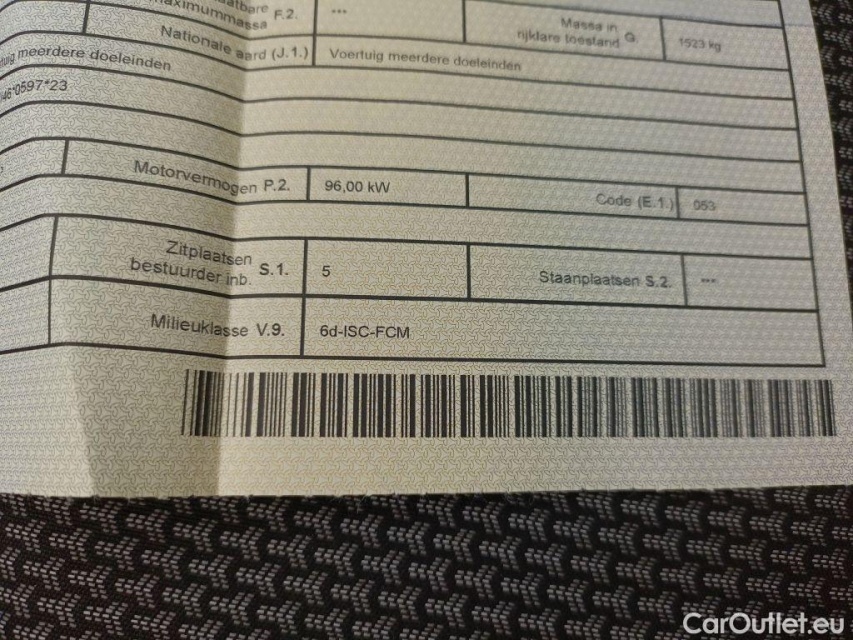 F.2. ---
maximummassa
Massa in
rijklare toestand G 1523 kg
Nationale aard (J.1.) Voertuig meerdere doeleinden
meerdere doeleinden
0597*23
Motorvermogen P.2. 96,00 kW Code (E.1.) 053
Zitplaatsen
bestuurder inb. S.1. 5 Staanplaatsen S.2. ---
Milieuklasse V.9. 6d-ISC-FCM
CarOutlet.eu